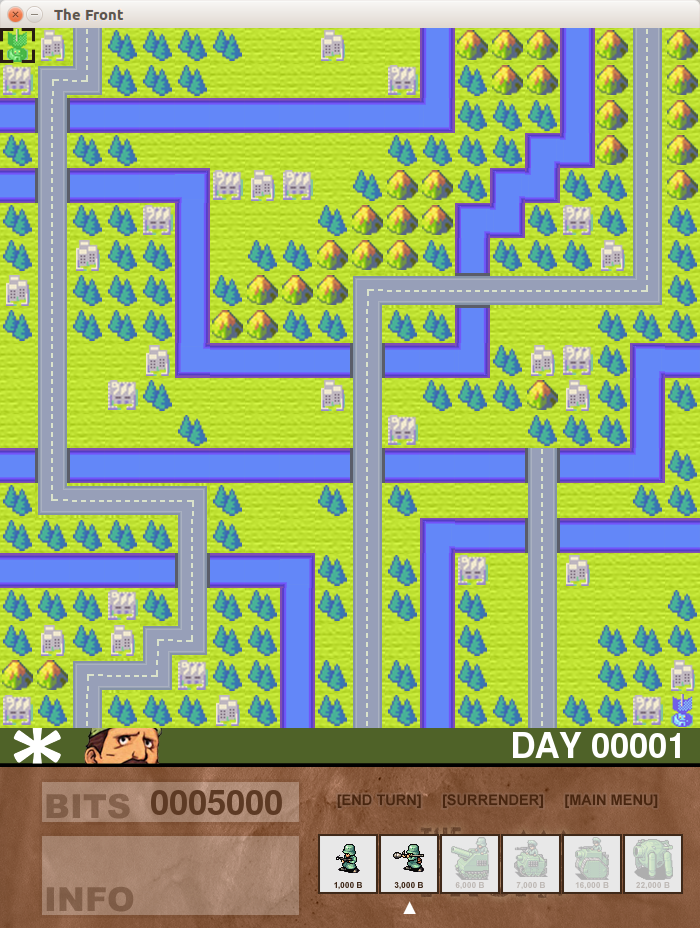 The Front
DAY 00001
BITS 0005000
[END TURN] [SURRENDER] [MAIN MENU]
THE
INFO
1,000 B 3,000 B 6,000 B 7,000 B 16,000 B 22,000 B